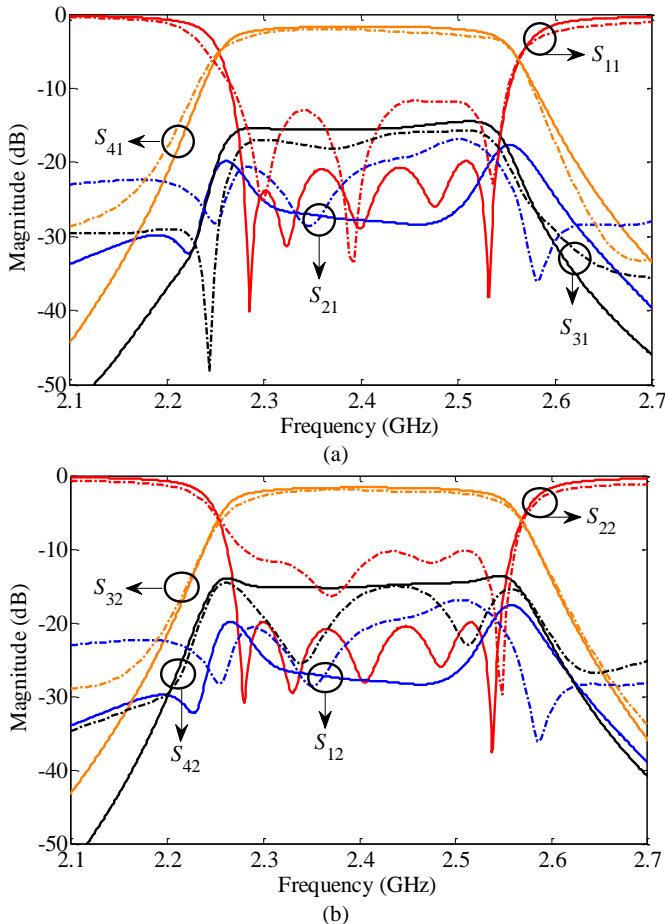 0
-10
-20
-30
-40
-50
Magnitude (dB)
S11
S41
S21
S31
2.1 2.2 2.3 2.4 2.5 2.6 2.7
Frequency (GHz)
(a)
0
-10
-20
-30
-40
-50
Magnitude (dB)
S22
S32
S42
S12
2.1 2.2 2.3 2.4 2.5 2.6 2.7
Frequency (GHz)
(b)